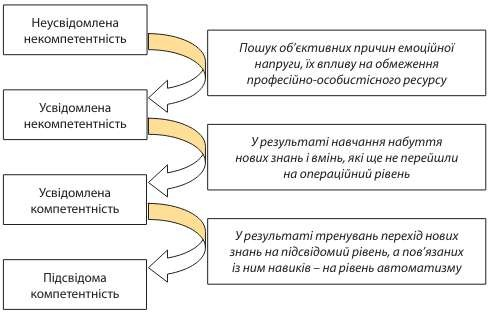 Неусвідомлена
некомпетентність
Пошук об’єктивних причин емоційної
напруги, їх впливу на обмеження
професійно-особистісного ресурсу
Усвідомлена
некомпетентність
У результаті навчання набуття
нових знань і вмінь, які ще не перейшли
на операційний рівень
Усвідомлена
компетентність
У результаті тренувань перехід нових
знань на підсвідомий рівень, а пов’язаних
із ним навиків – на рівень автоматизму
Підсвідома
компетентність